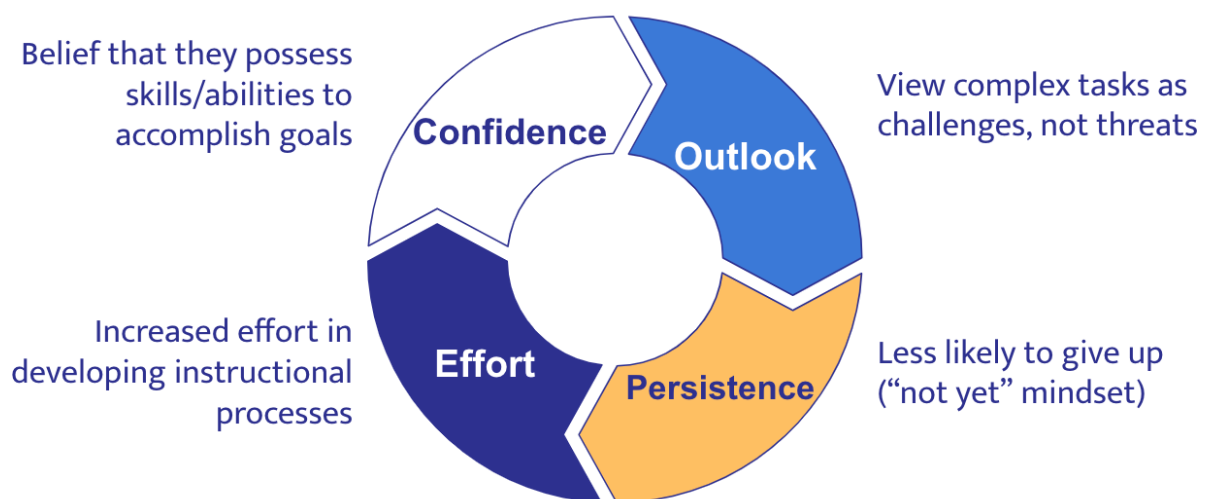 Belief that they possess
skills/abilities to
accomplish goals
Confidence
Outlook
View complex tasks as
challenges, not threats
Increased effort in
developing instructional
processes
Effort
Persistence
Less likely to give up
(“not yet” mindset)